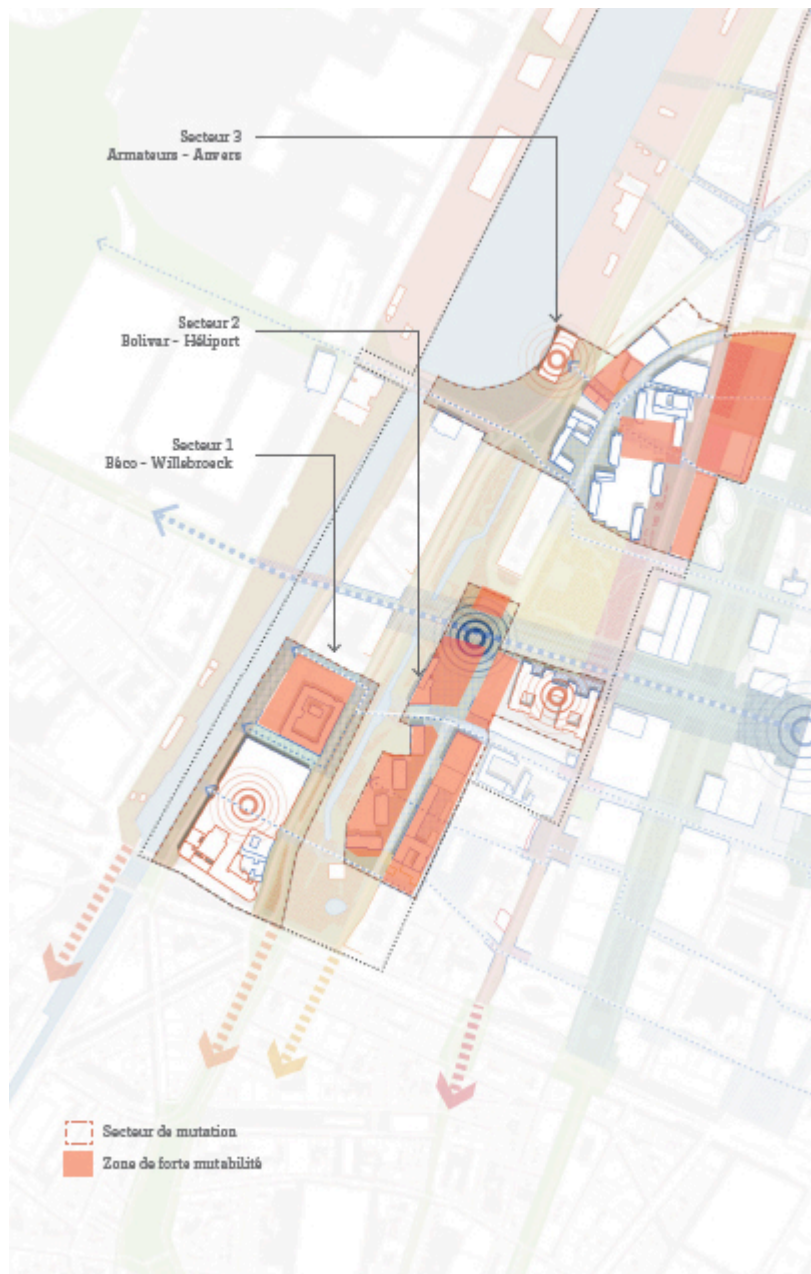 Secteur 3
Armateurs - Anvers
Secteur 2
Bolivar - Héliport
Secteur 1
Béco - Willebroeck
Secteur de mutation
Zone de forte mutabilité